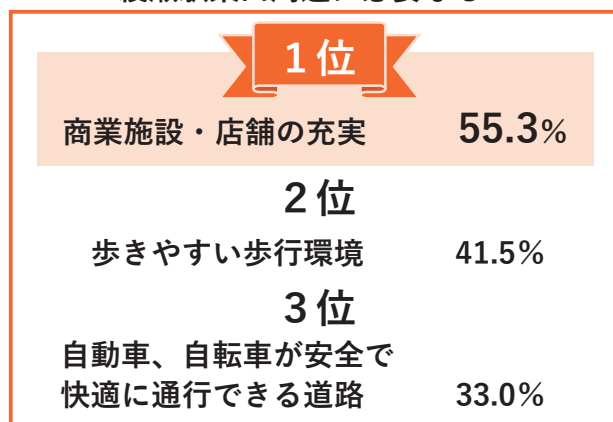 1位
商業施設・店舗の充実 55.3%
2位
歩きやすい歩行環境 41.5%
3位
自動車、自転車が安全で
快適に通行できる道路 33.0%